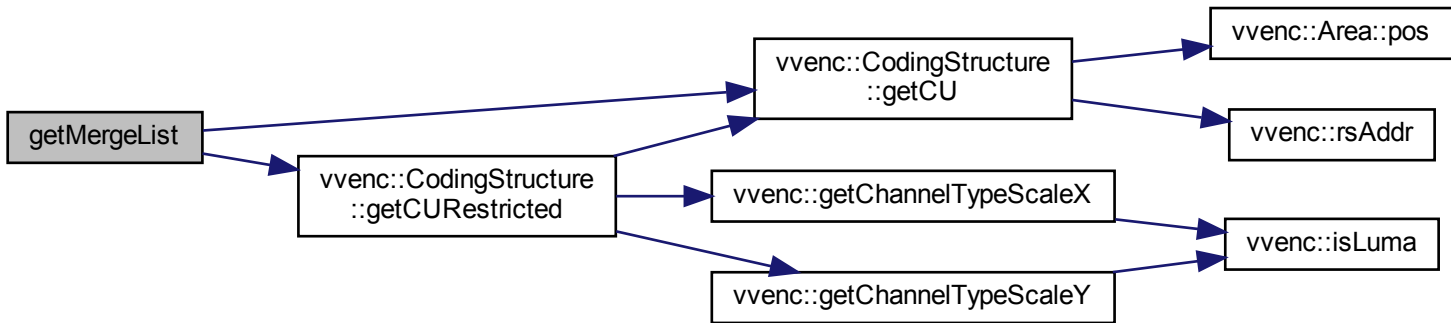 getMergeList
vvenc::CodingStructure
::getCURestricted
vvenc::CodingStructure
::getCU
vvenc::getChannelTypeScaleX
vvenc::getChannelTypeScaleY
vvenc::Area::pos
vvenc::rsAddr
vvenc::isLuma